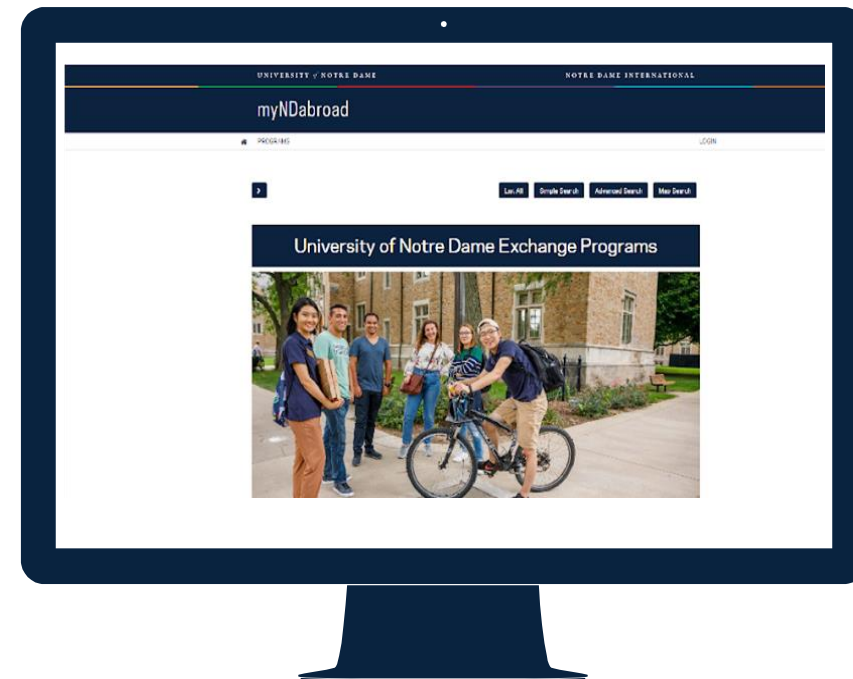 UNIVERSITY of NOTRE DAME
NOTRE DAME INTERNATIONAL
myNDabroad
PROGRAMS
LOGIN
List All
Simple Search
Advanced Search
Map Search
University of Notre Dame Exchange Programs